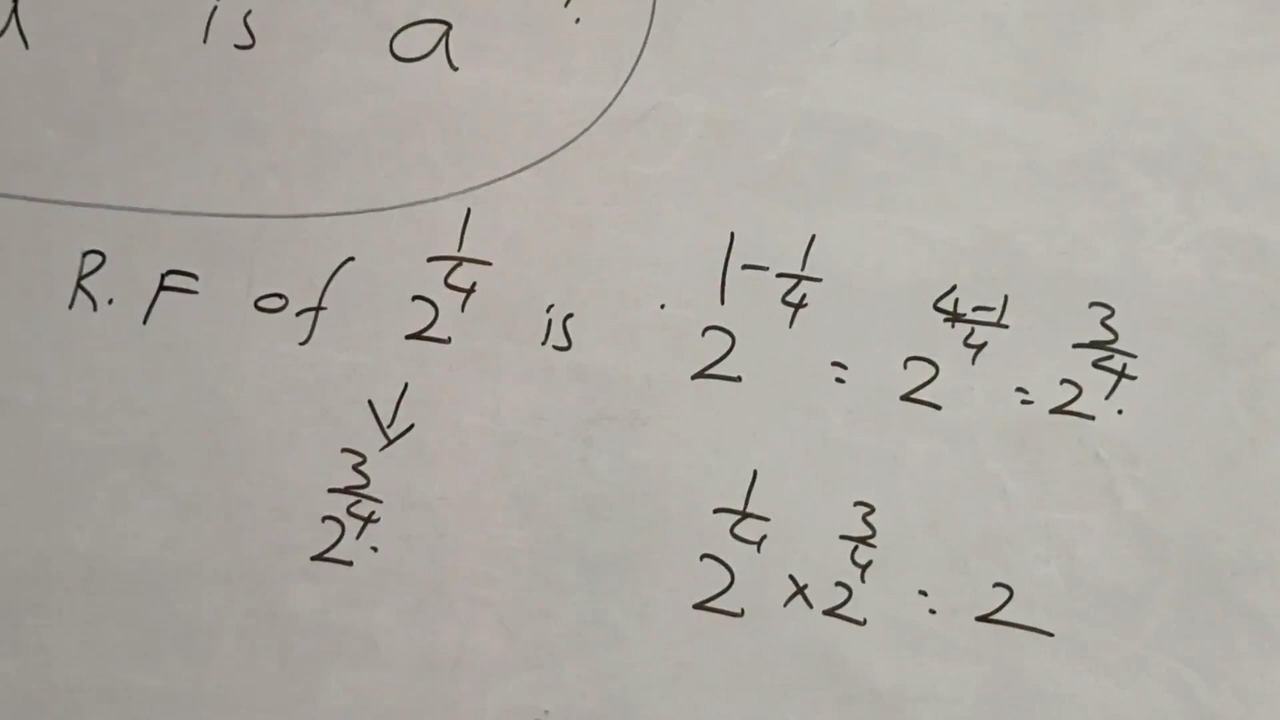 is a
R.F of 2^(1/4) is 2^(1-1/4) = 2^((4-1)/4) = 2^(3/4).
2^(3/4).
2^(1/4) × 2^(3/4) = 2